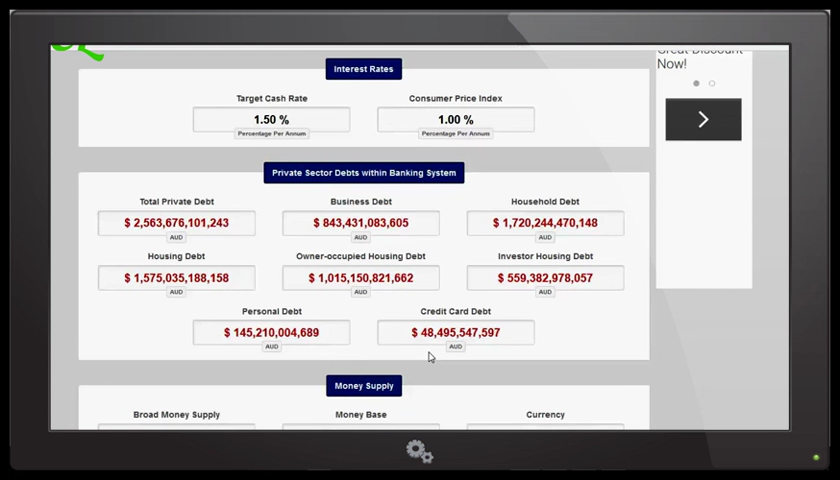 Great Discount
Now!
Interest Rates
Target Cash Rate
Consumer Price Index
1.50 %
1.00 %
Percentage Per Annum
Percentage Per Annum
Private Sector Debts within Banking System
Total Private Debt
Business Debt
Household Debt
$ 2,563,676,101,243
$ 843,431,083,605
$ 1,720,244,470,148
AUD
AUD
AUD
Housing Debt
Owner-occupied Housing Debt
Investor Housing Debt
$ 1,575,035,188,158
$ 1,015,150,821,662
$ 559,382,978,057
AUD
AUD
AUD
Personal Debt
Credit Card Debt
$ 145,210,004,689
$ 48,495,547,597
AUD
AUD
Money Supply
Broad Money Supply
Money Base
Currency